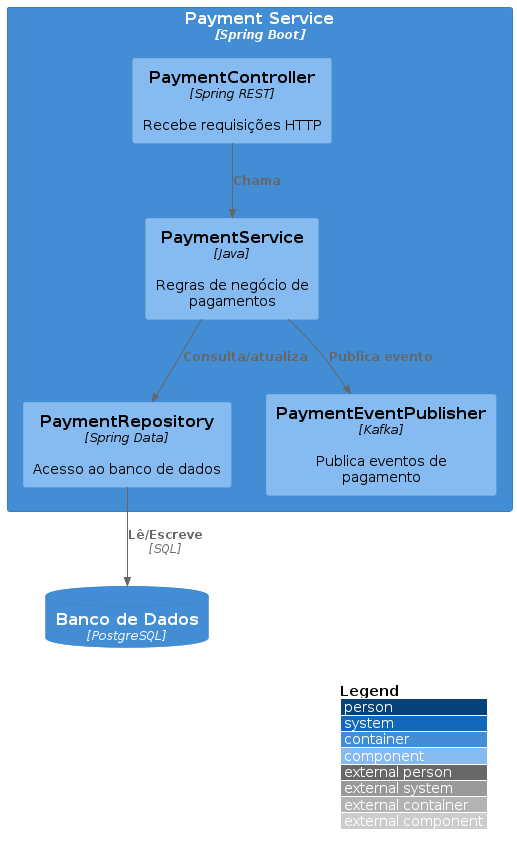 Payment Service
[Spring Boot]
PaymentController
[Spring REST]
Recebe requisições HTTP
Chama
PaymentService
[Java]
Regras de negócio de
pagamentos
Consulta/atualiza
Publica evento
PaymentRepository
[Spring Data]
Acesso ao banco de dados
PaymentEventPublisher
[Kafka]
Publica eventos de
pagamento
Lê/Escreve
[SQL]
Banco de Dados
[PostgreSQL]
Legend
person
system
container
component
external person
external system
external container
external component